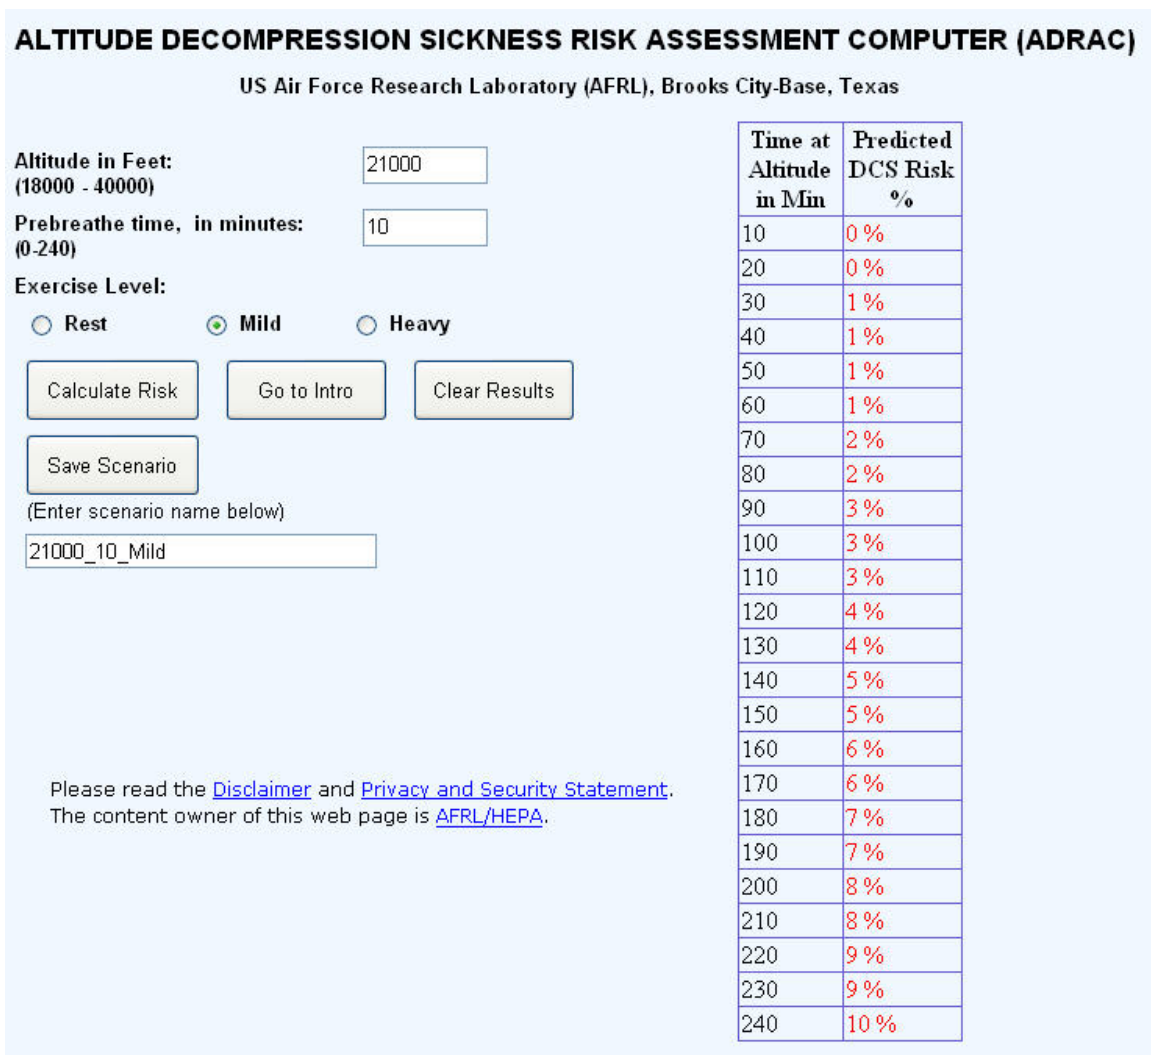 ALTITUDE DECOMPRESSION SICKNESS RISK ASSESSMENT COMPUTER (ADRAC)
US Air Force Research Laboratory (AFRL), Brooks City-Base, Texas
Altitude in Feet:
(18000 - 40000)
21000
Prebreathe time, in minutes:
(0-240)
10
Exercise Level:
Rest Mild Heavy
Calculate Risk Go to Intro Clear Results
Save Scenario
(Enter scenario name below)
21000_10_Mild
Please read the Disclaimer and Privacy and Security Statement.
The content owner of this web page is AFRL/HEPA.
Time at Predicted
Altitude DCS Risk
in Min %
10 0 %
20 0 %
30 1 %
40 1 %
50 1 %
60 1 %
70 2 %
80 2 %
90 3 %
100 3 %
110 3 %
120 4 %
130 4 %
140 5 %
150 5 %
160 6 %
170 6 %
180 7 %
190 7 %
200 8 %
210 8 %
220 9 %
230 9 %
240 10 %